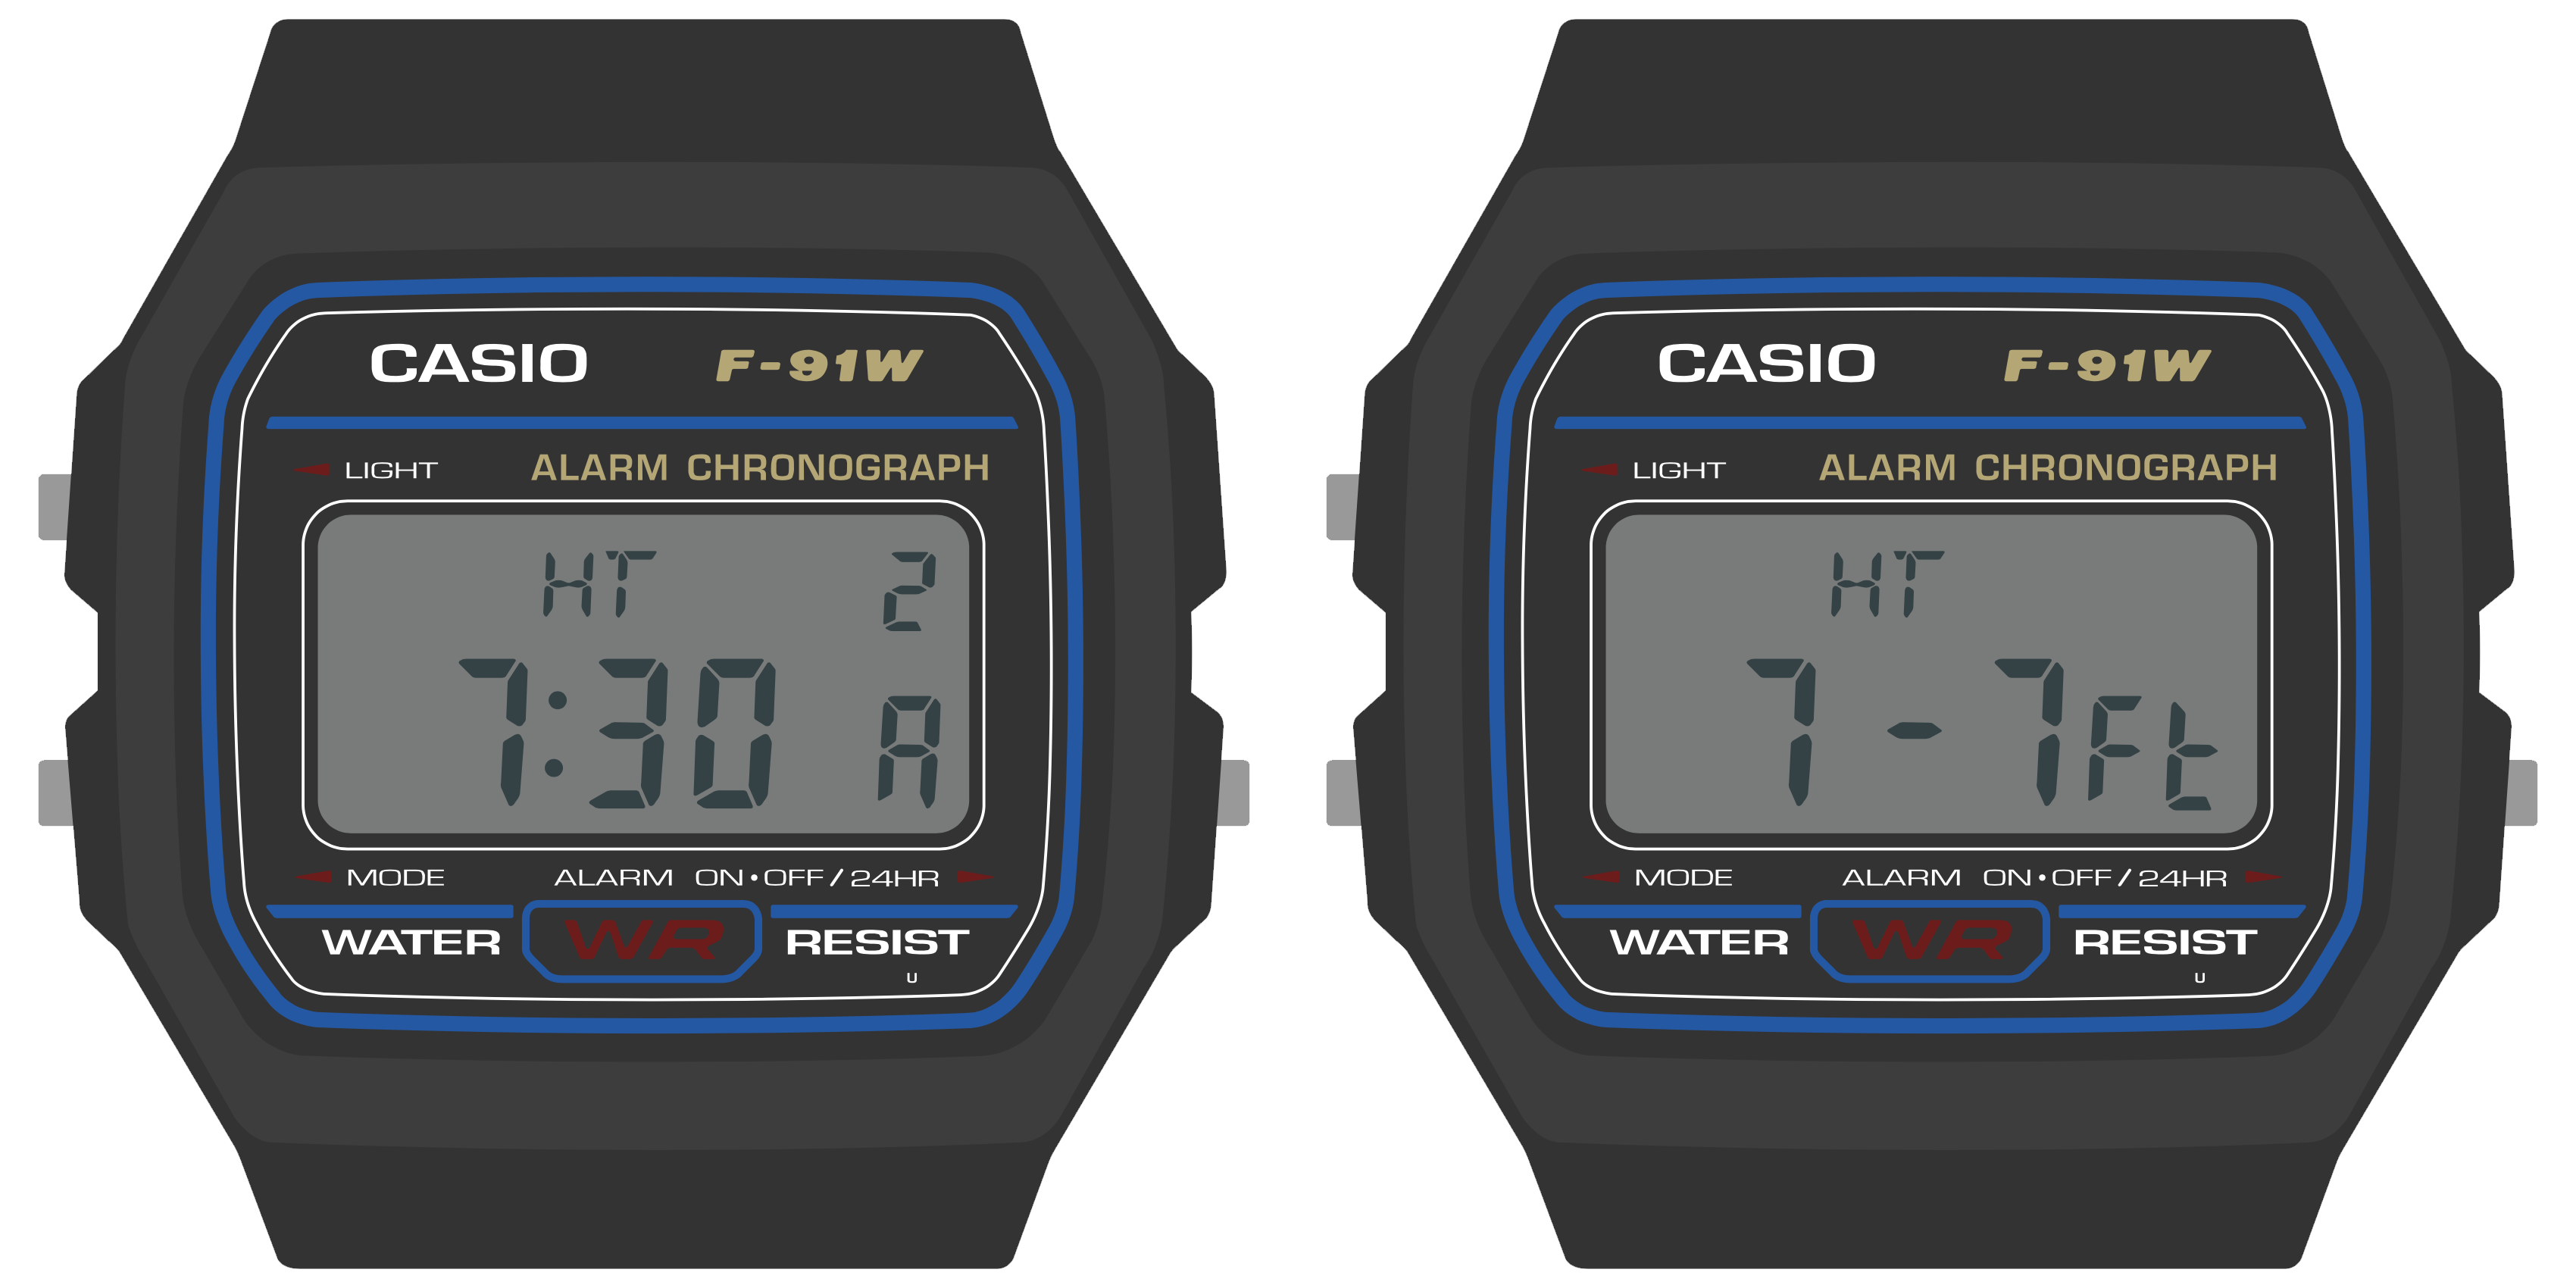 CASIO F-91W
LIGHT ALARM CHRONOGRAPH
HT 2
7:30 A
MODE ALARM ON•OFF/24HR
WATER WR RESIST
U
CASIO F-91W
LIGHT ALARM CHRONOGRAPH
HT
7-7Ft
MODE ALARM ON•OFF/24HR
WATER WR RESIST
U